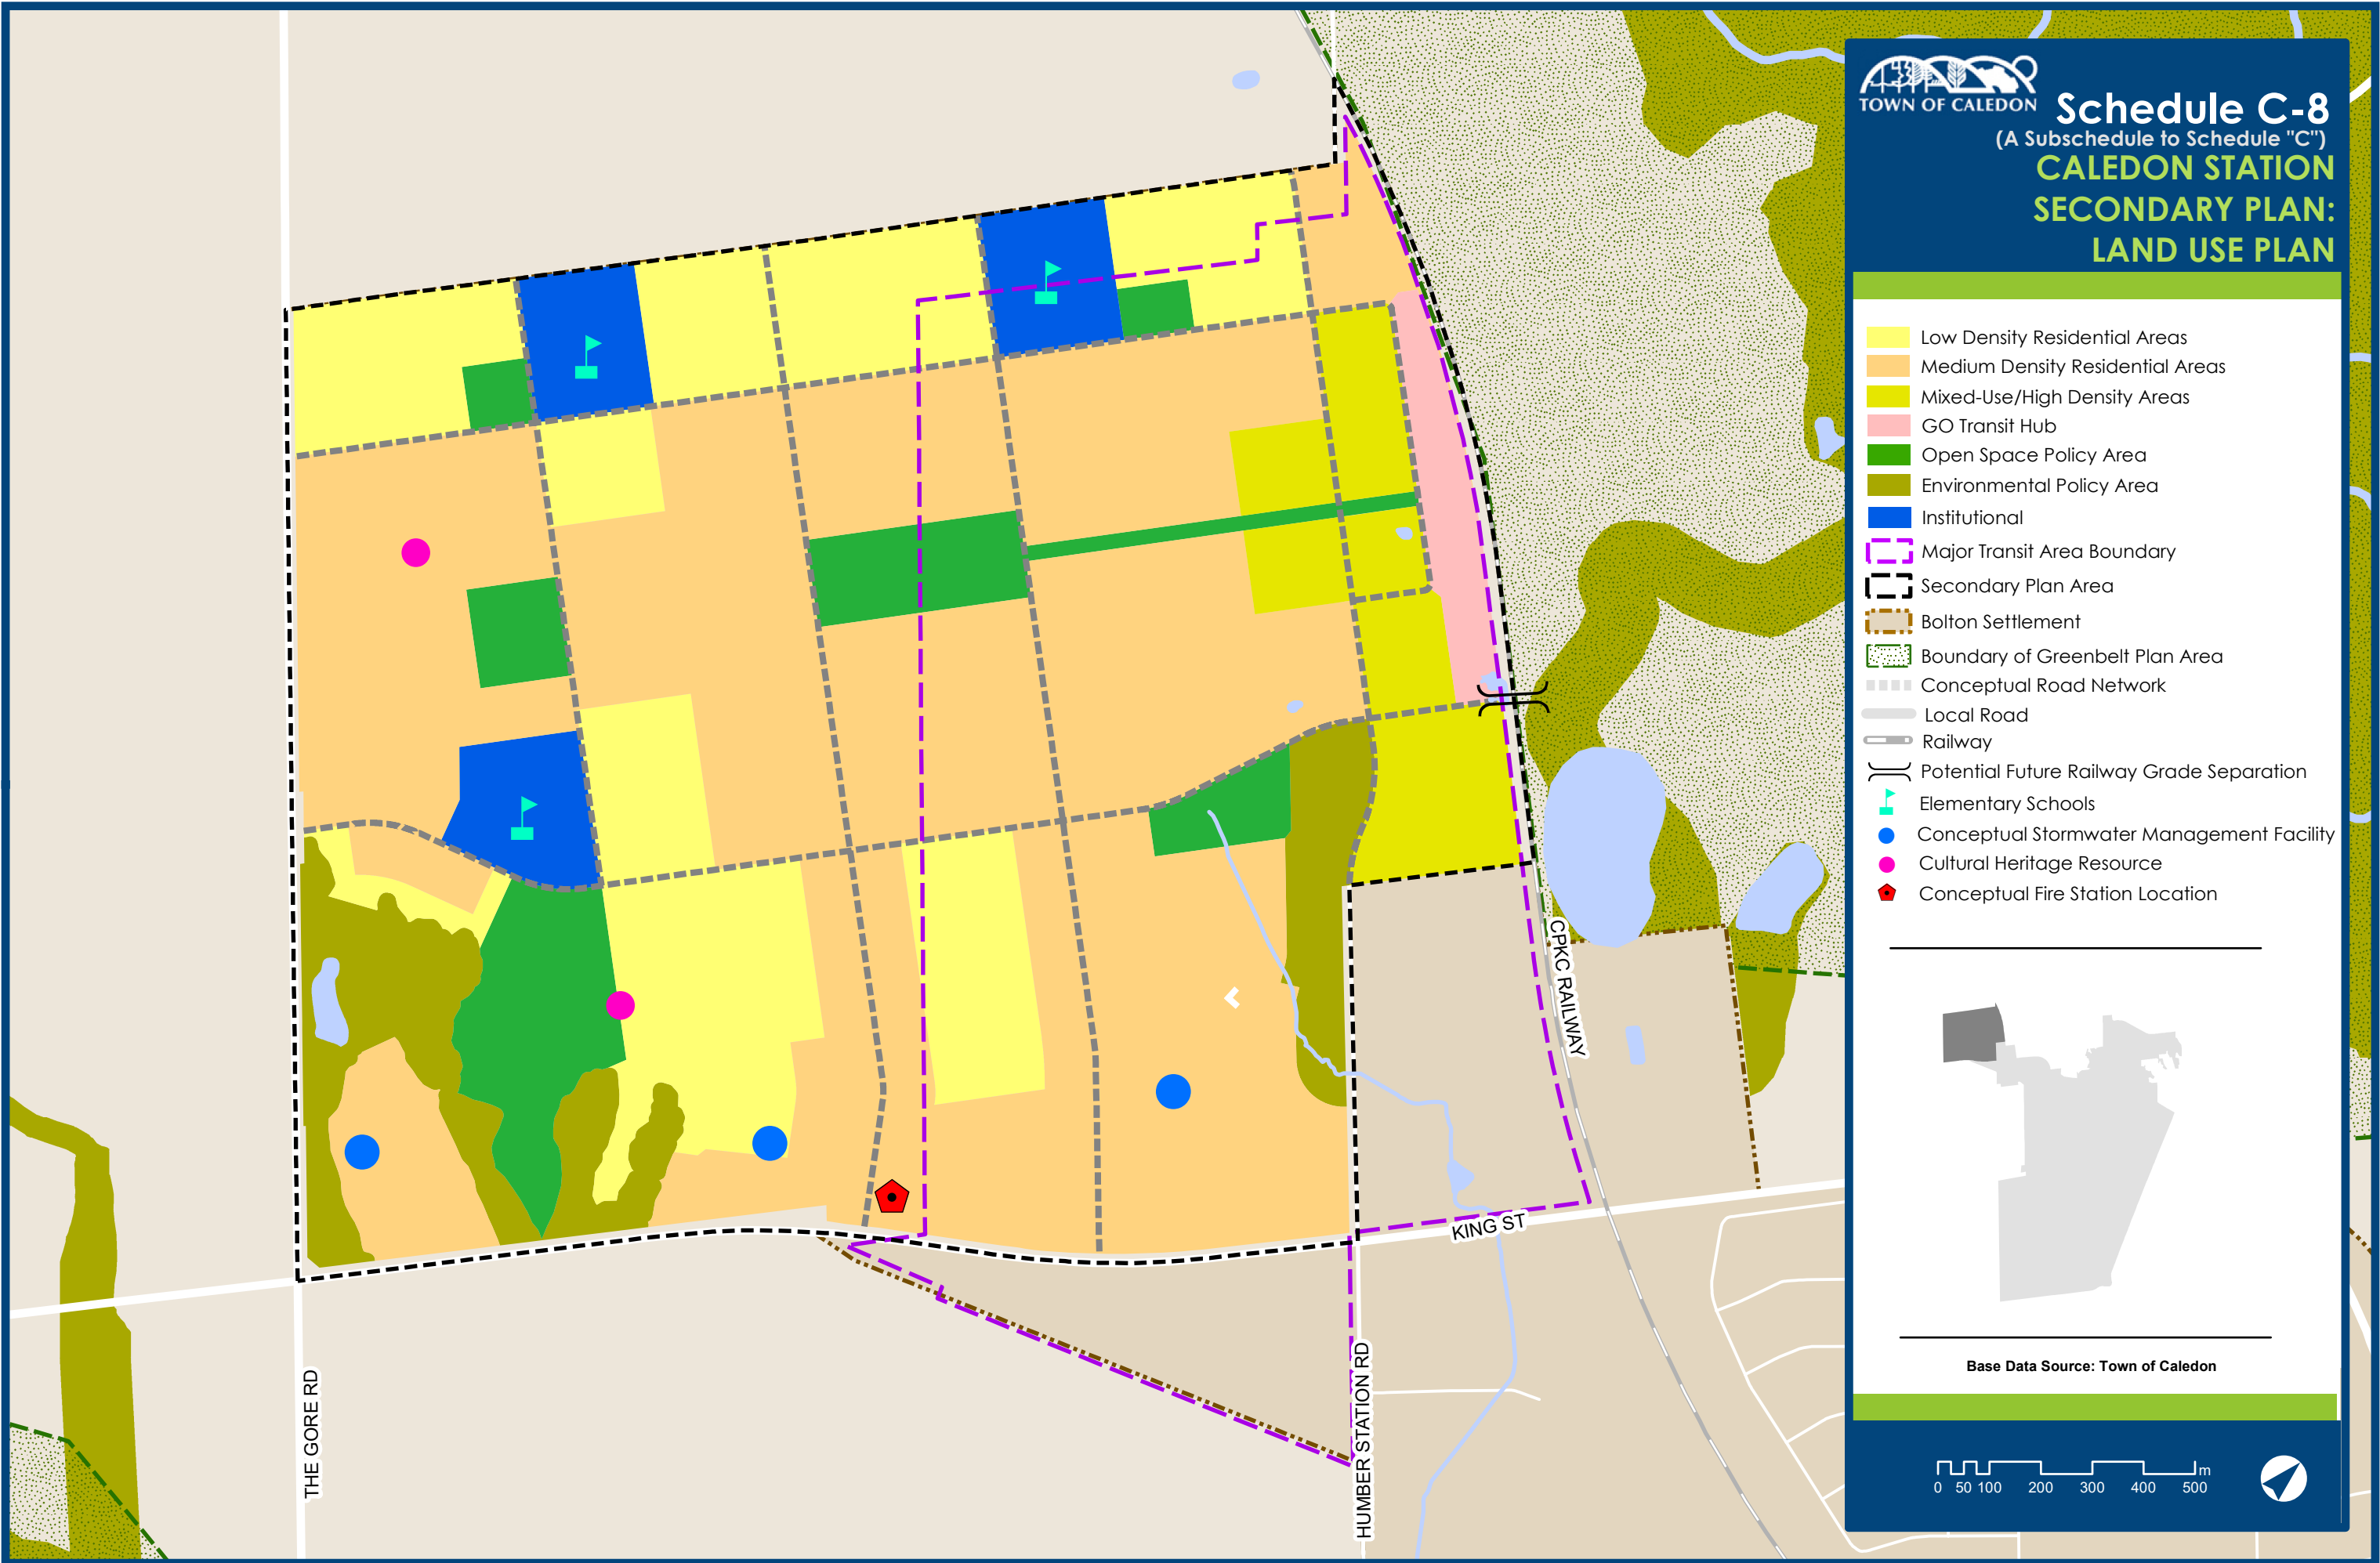 TOWN OF CALEDON
Schedule C-8
(A Subschedule to Schedule "C")
CALEDON STATION
SECONDARY PLAN:
LAND USE PLAN
Low Density Residential Areas
Medium Density Residential Areas
Mixed-Use/High Density Areas
GO Transit Hub
Open Space Policy Area
Environmental Policy Area
Institutional
Major Transit Area Boundary
Secondary Plan Area
Bolton Settlement
Boundary of Greenbelt Plan Area
Conceptual Road Network
Local Road
Railway
Potential Future Railway Grade Separation
Elementary Schools
Conceptual Stormwater Management Facility
Cultural Heritage Resource
Conceptual Fire Station Location
Base Data Source: Town of Caledon
m
0 50 100 200 300 400 500
CPKC RAILWAY
KING ST
THE GORE RD
HUMBER STATION RD